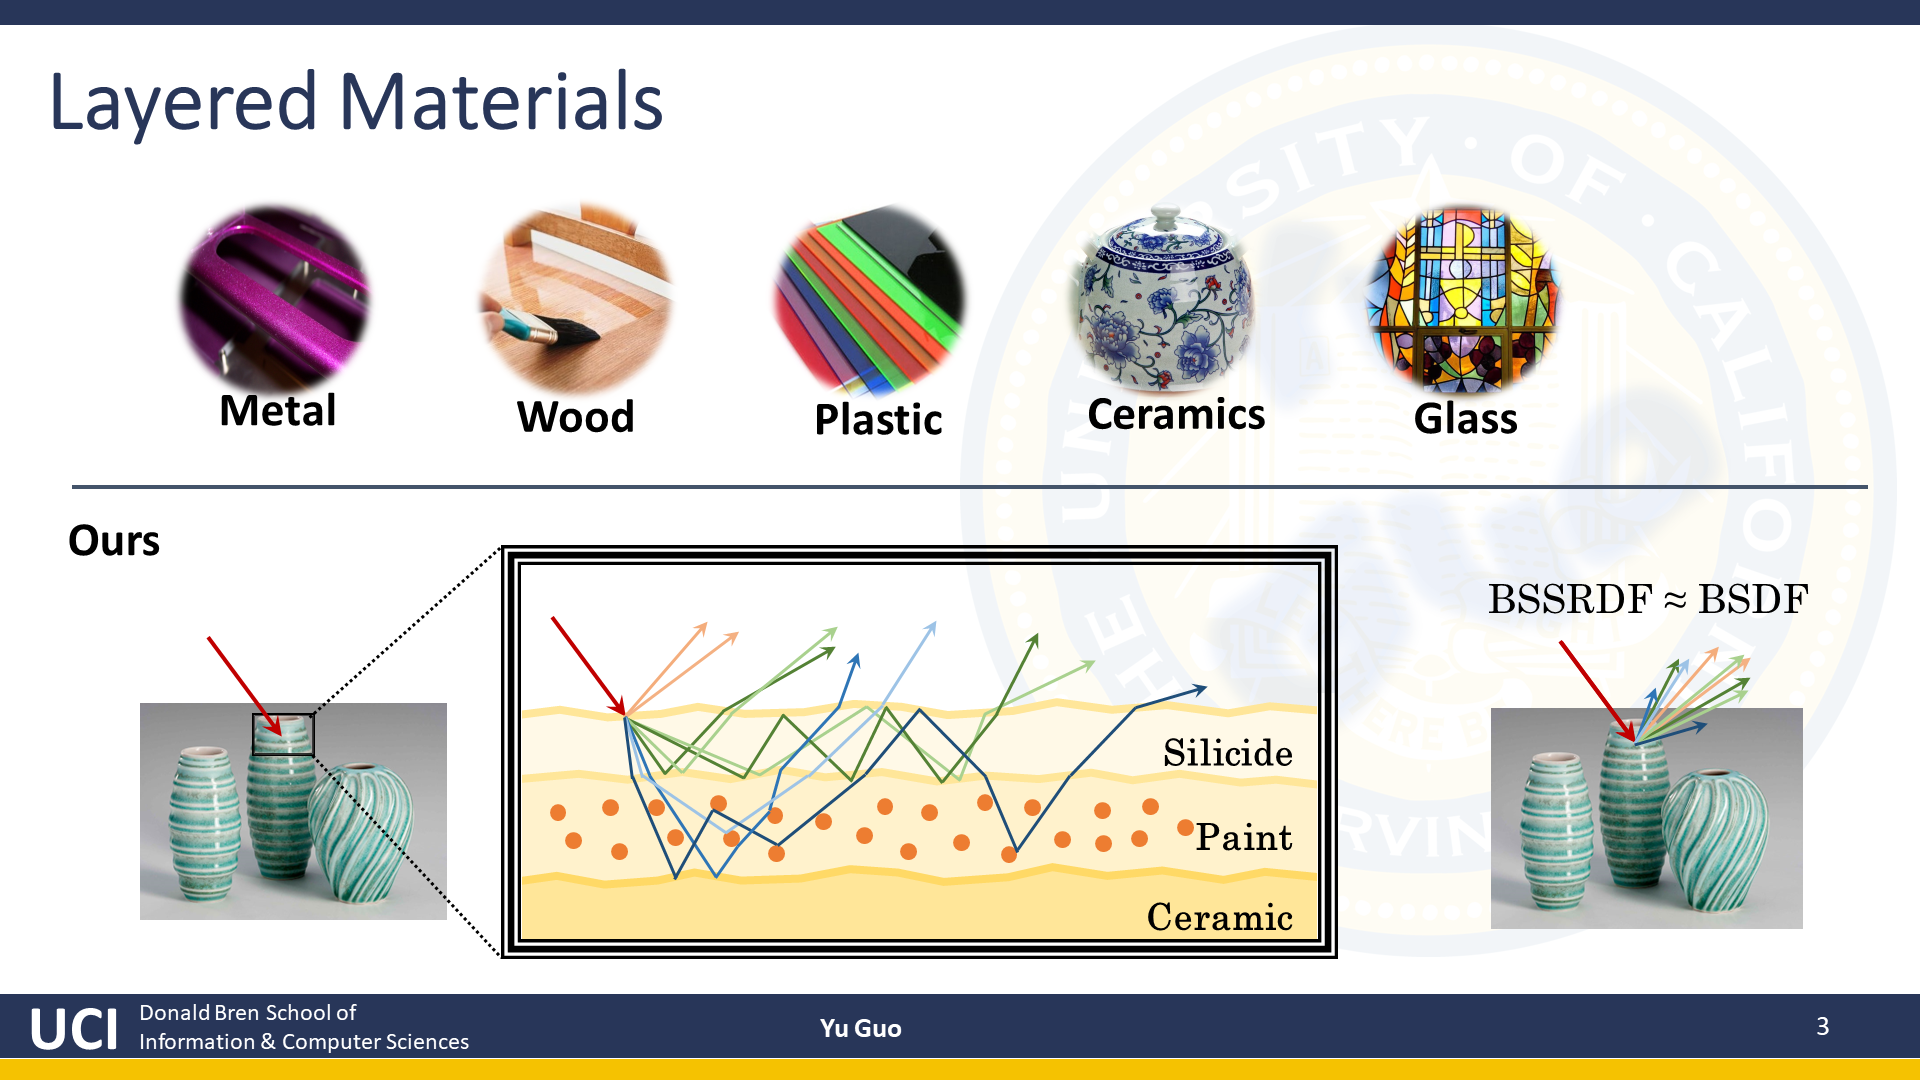 Layered Materials
Metal
Wood
Plastic
Ceramics
Glass
Ours
BSSRDF ≈ BSDF
Silicide
Paint
Ceramic
UCI
Donald Bren School of
Information & Computer Sciences
Yu Guo
3